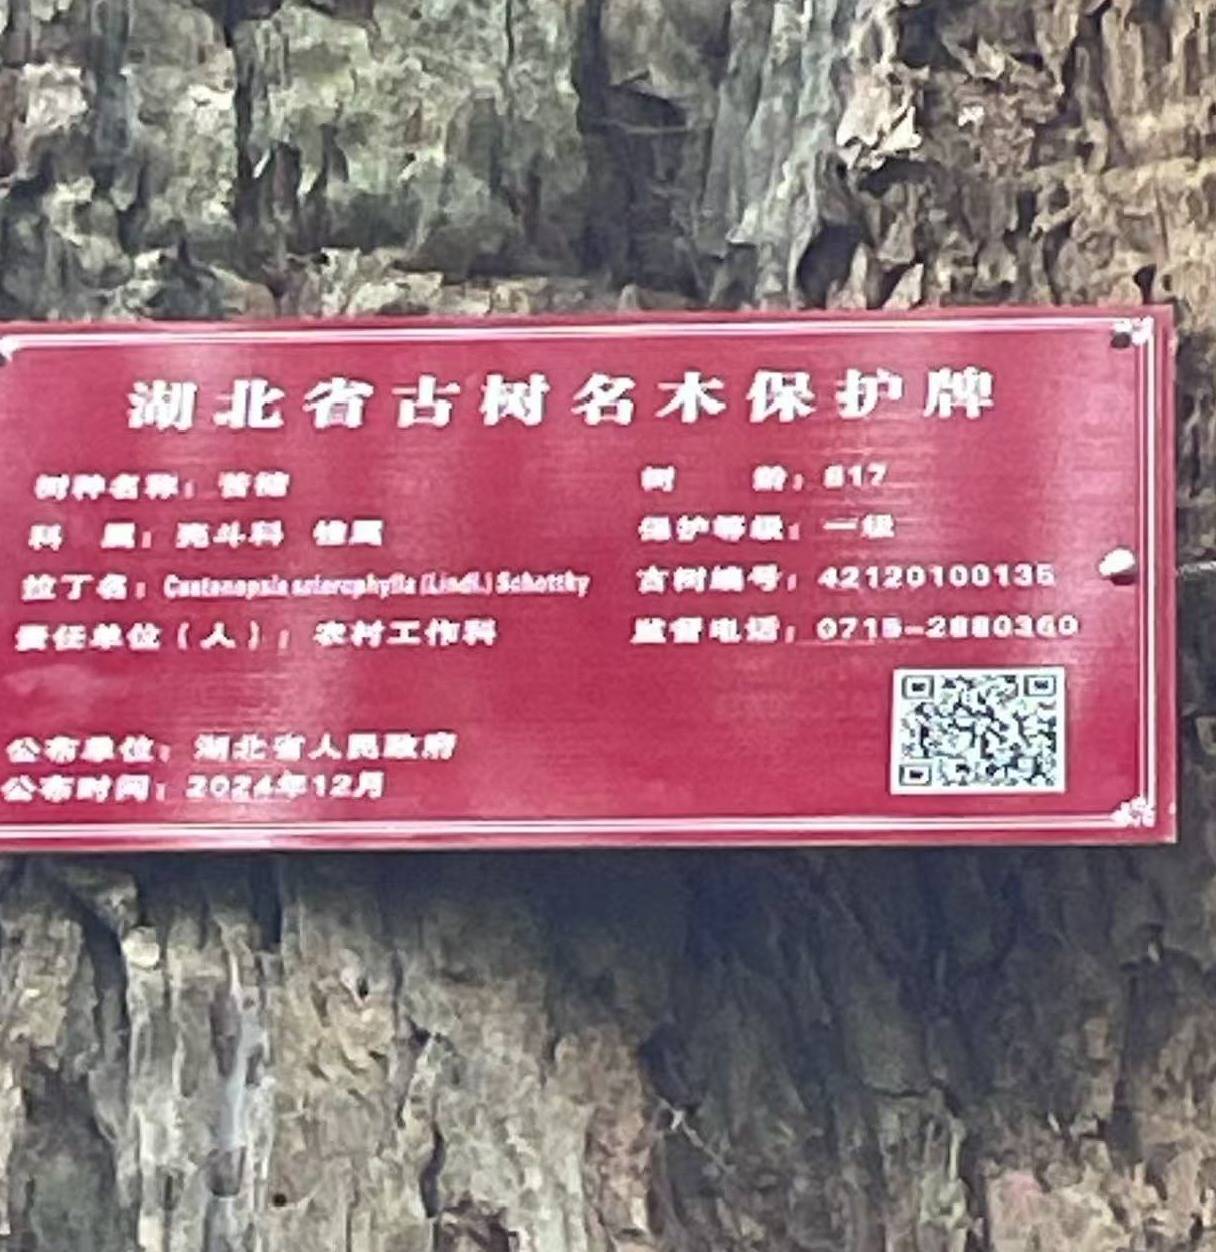 湖北省古树名木保护牌
树种名称：苦槠
树 龄：817
科 属：壳斗科 锥属
保护等级：一级
拉丁名：Castanopsis sclerophylla (Lindl.) Schottky
古树编号：42120100135
责任单位（人）：农村工作科
监督电话：0715-2880360
公布单位：湖北省人民政府
公布时间：2024年12月